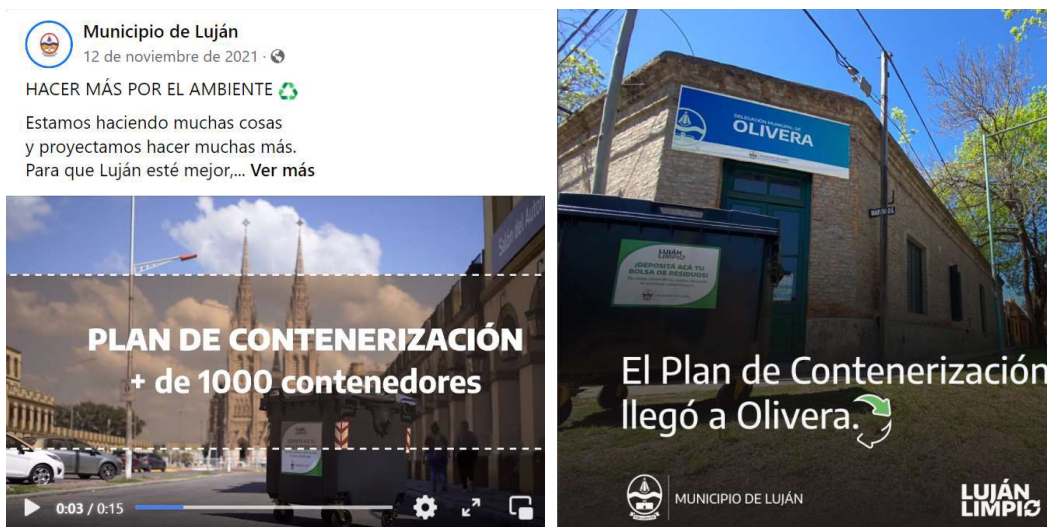 Municipio de Luján
12 de noviembre de 2021 ·
HACER MÁS POR EL AMBIENTE
Estamos haciendo muchas cosas
y proyectamos hacer muchas más.
Para que Luján esté mejor,... Ver más
Salón del
PLAN DE CONTENERIZACIÓN
+ de 1000 contenedores
0:03 / 0:15
DELEGACIÓN MUNICIPAL DE
OLIVERA
LUJÁN
LIMPIO
¡DEPOSITÁ ACÁ TU
BOLSA DE RESIDUOS!
El Plan de Contenerización
llegó a Olivera.
MUNICIPIO DE LUJÁN
LUJÁN
LIMPIO